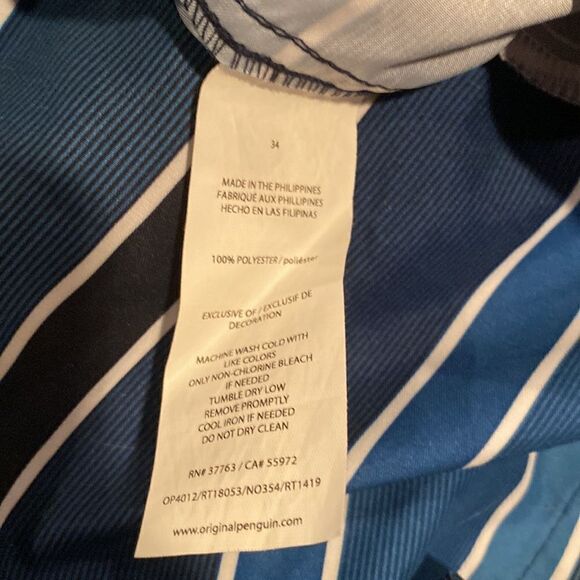 34
MADE IN THE PHILIPPINES
FABRIQUÉ AUX PHILLIPINES
HECHO EN LAS FILIPINAS
100% POLYESTER / poliéster
EXCLUSIVE OF / EXCLUSIF DE
DECORATION
MACHINE WASH COLD WITH
LIKE COLORS
ONLY NON-CHLORINE BLEACH
IF NEEDED
TUMBLE DRY LOW
REMOVE PROMPTLY
COOL IRON IF NEEDED
DO NOT DRY CLEAN
RN# 37763 / CA# 55972
OP4012/RT18053/NO354/RT1419
www.originalpenguin.com